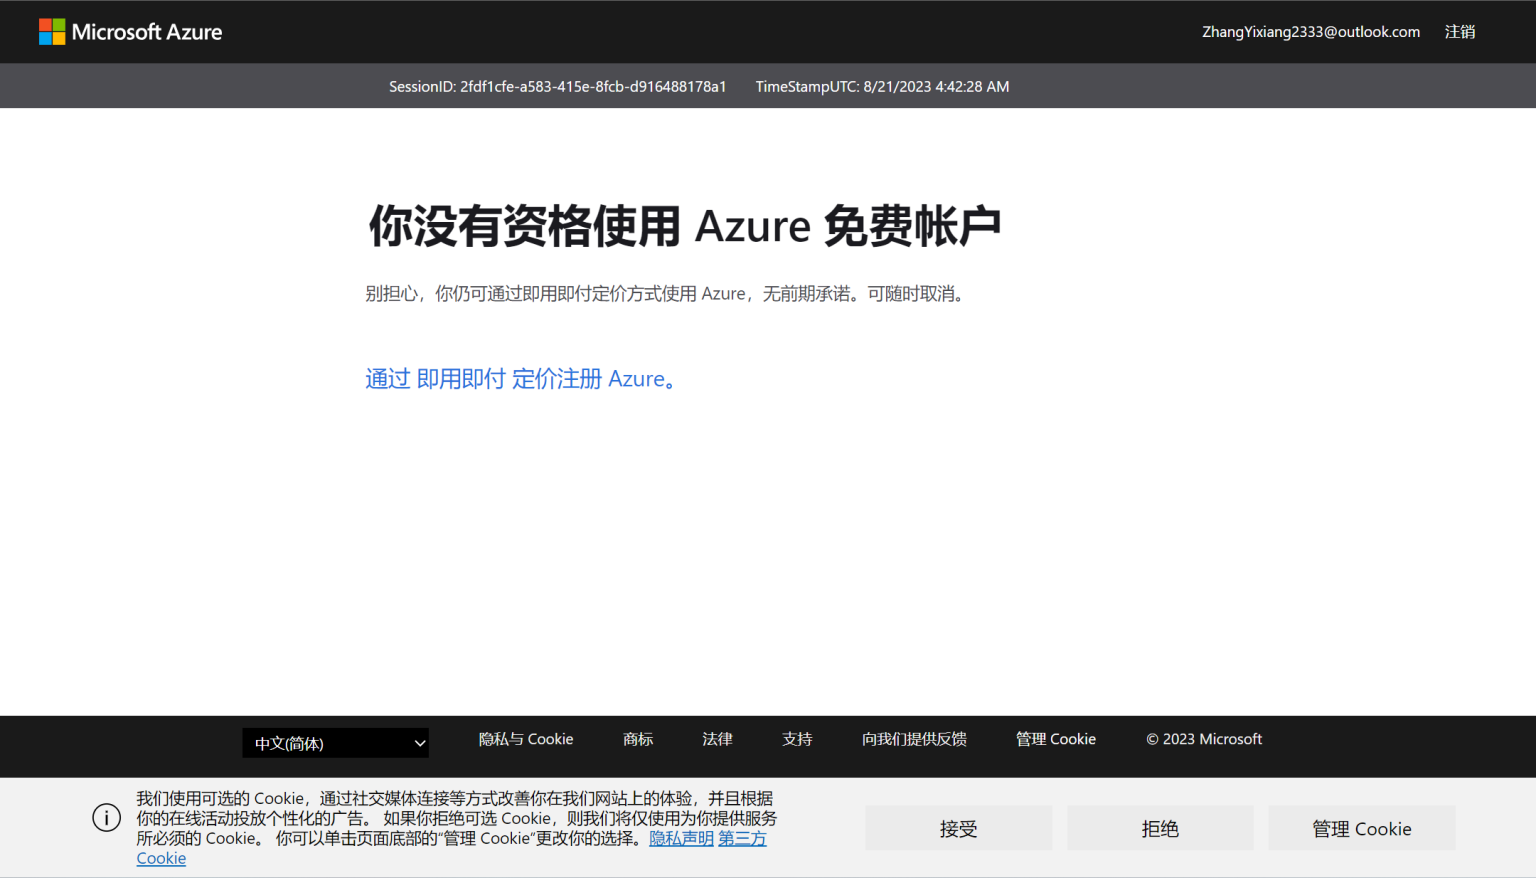 Microsoft Azure
ZhangYixiang2333@outlook.com 注销
SessionID: 2fdf1cfe-a583-415e-8fcb-d916488178a1 TimeStampUTC: 8/21/2023 4:42:28 AM
你没有资格使用 Azure 免费帐户
别担心，你仍可通过即用即付定价方式使用 Azure，无前期承诺。可随时取消。
通过 即用即付 定价注册 Azure。
中文(简体) 隐私与 Cookie 商标 法律 支持 向我们提供反馈 管理 Cookie © 2023 Microsoft
我们使用可选的 Cookie，通过社交媒体连接等方式改善你在我们网站上的体验，并且根据
你的在线活动投放个性化的广告。 如果你拒绝可选 Cookie，则我们将仅使用为你提供服务
所必须的 Cookie。 你可以单击页面底部的“管理 Cookie”更改你的选择。隐私声明 第三方
Cookie
接受 拒绝 管理 Cookie